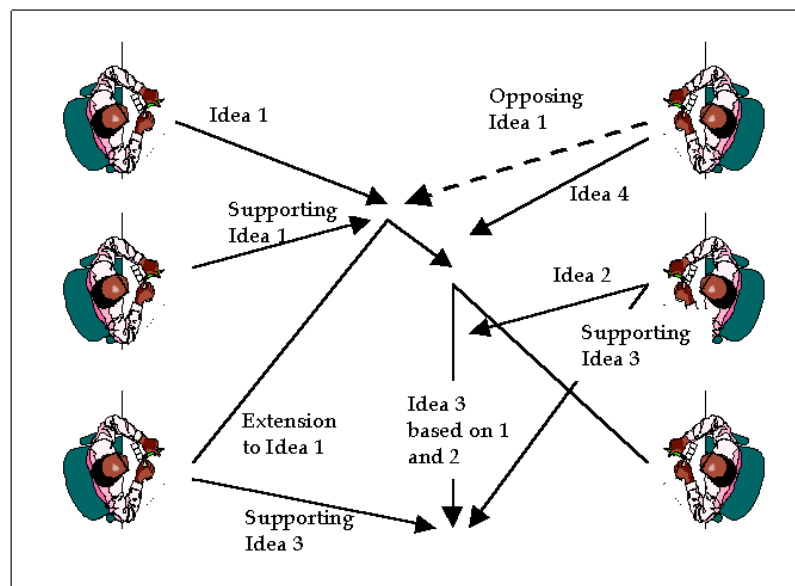 Idea 1
Opposing
Idea 1
Idea 4
Supporting
Idea 1
Idea 2
Supporting
Idea 3
Extension
to Idea 1
Idea 3
based on 1
and 2
Supporting
Idea 3